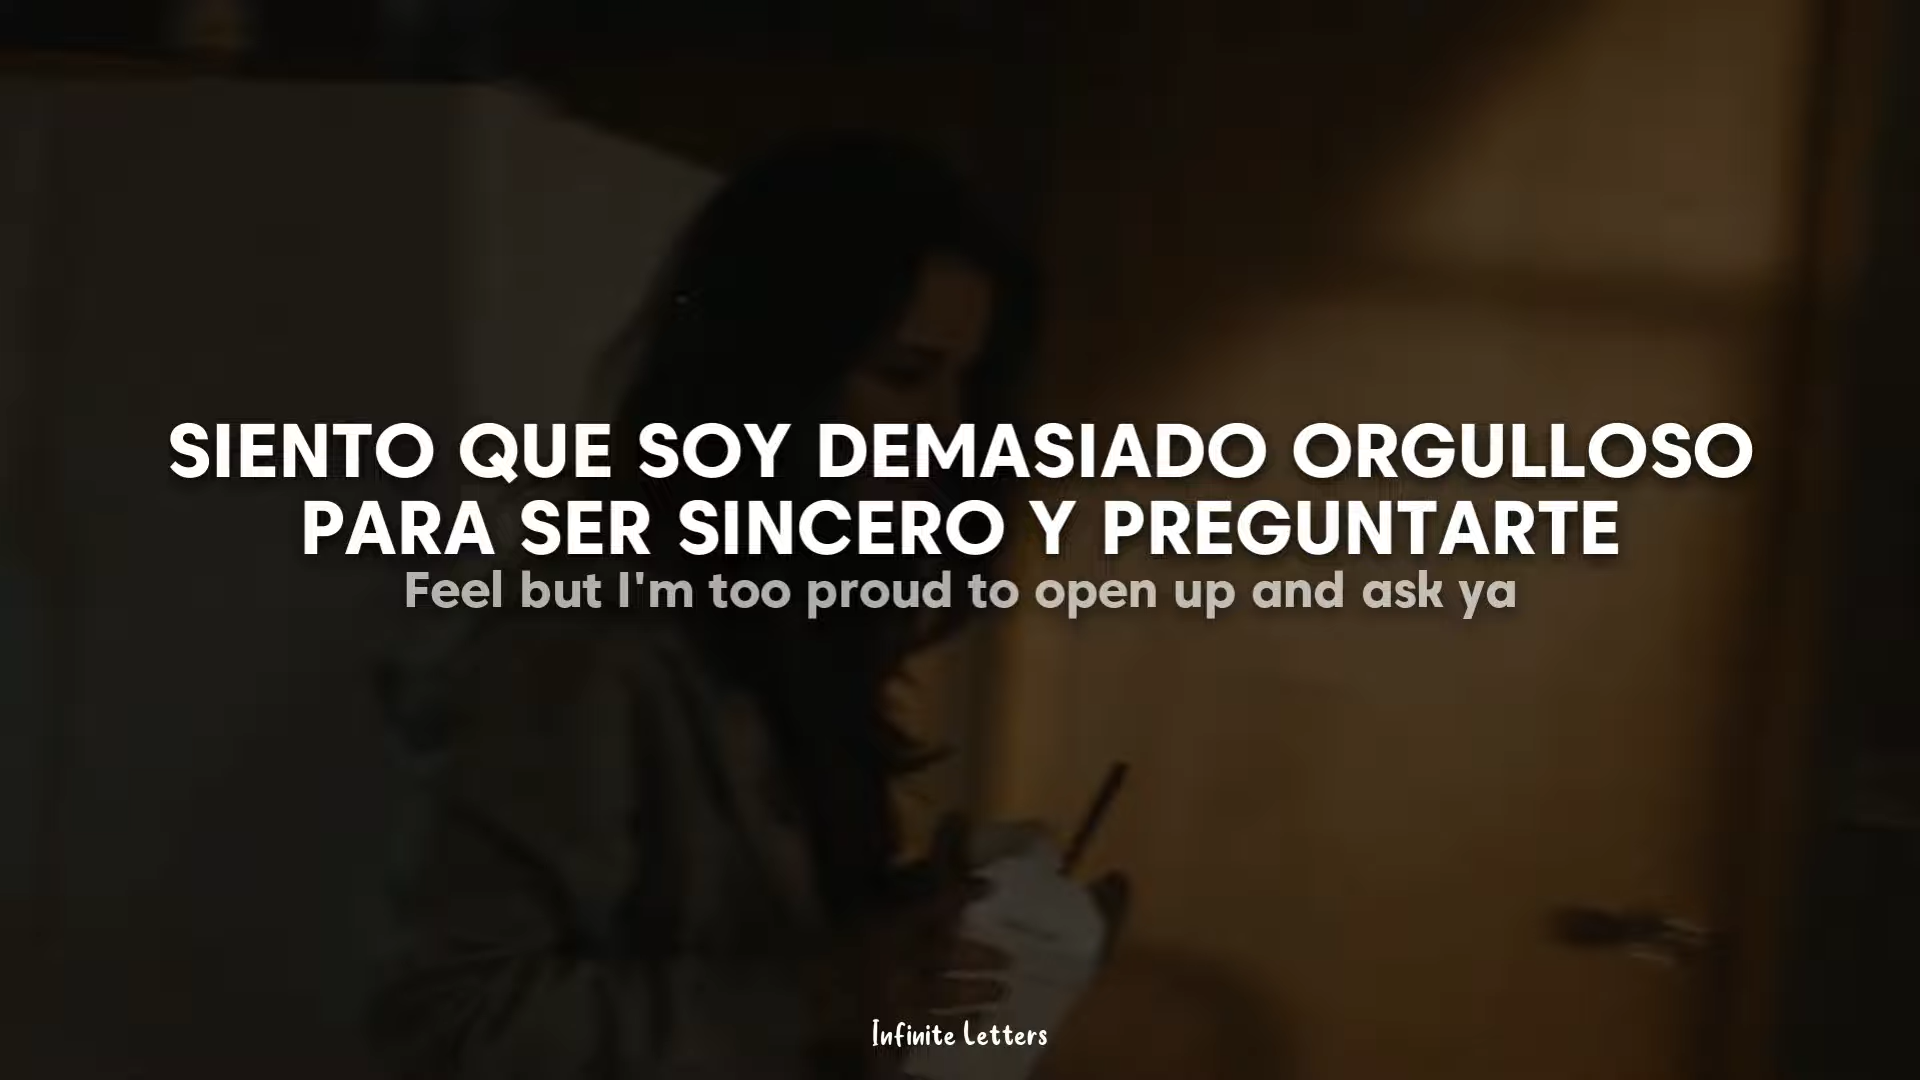 SIENTO QUE SOY DEMASIADO ORGULLOSO
PARA SER SINCERO Y PREGUNTARTE
Feel but I'm too proud to open up and ask ya
Infinite Letters